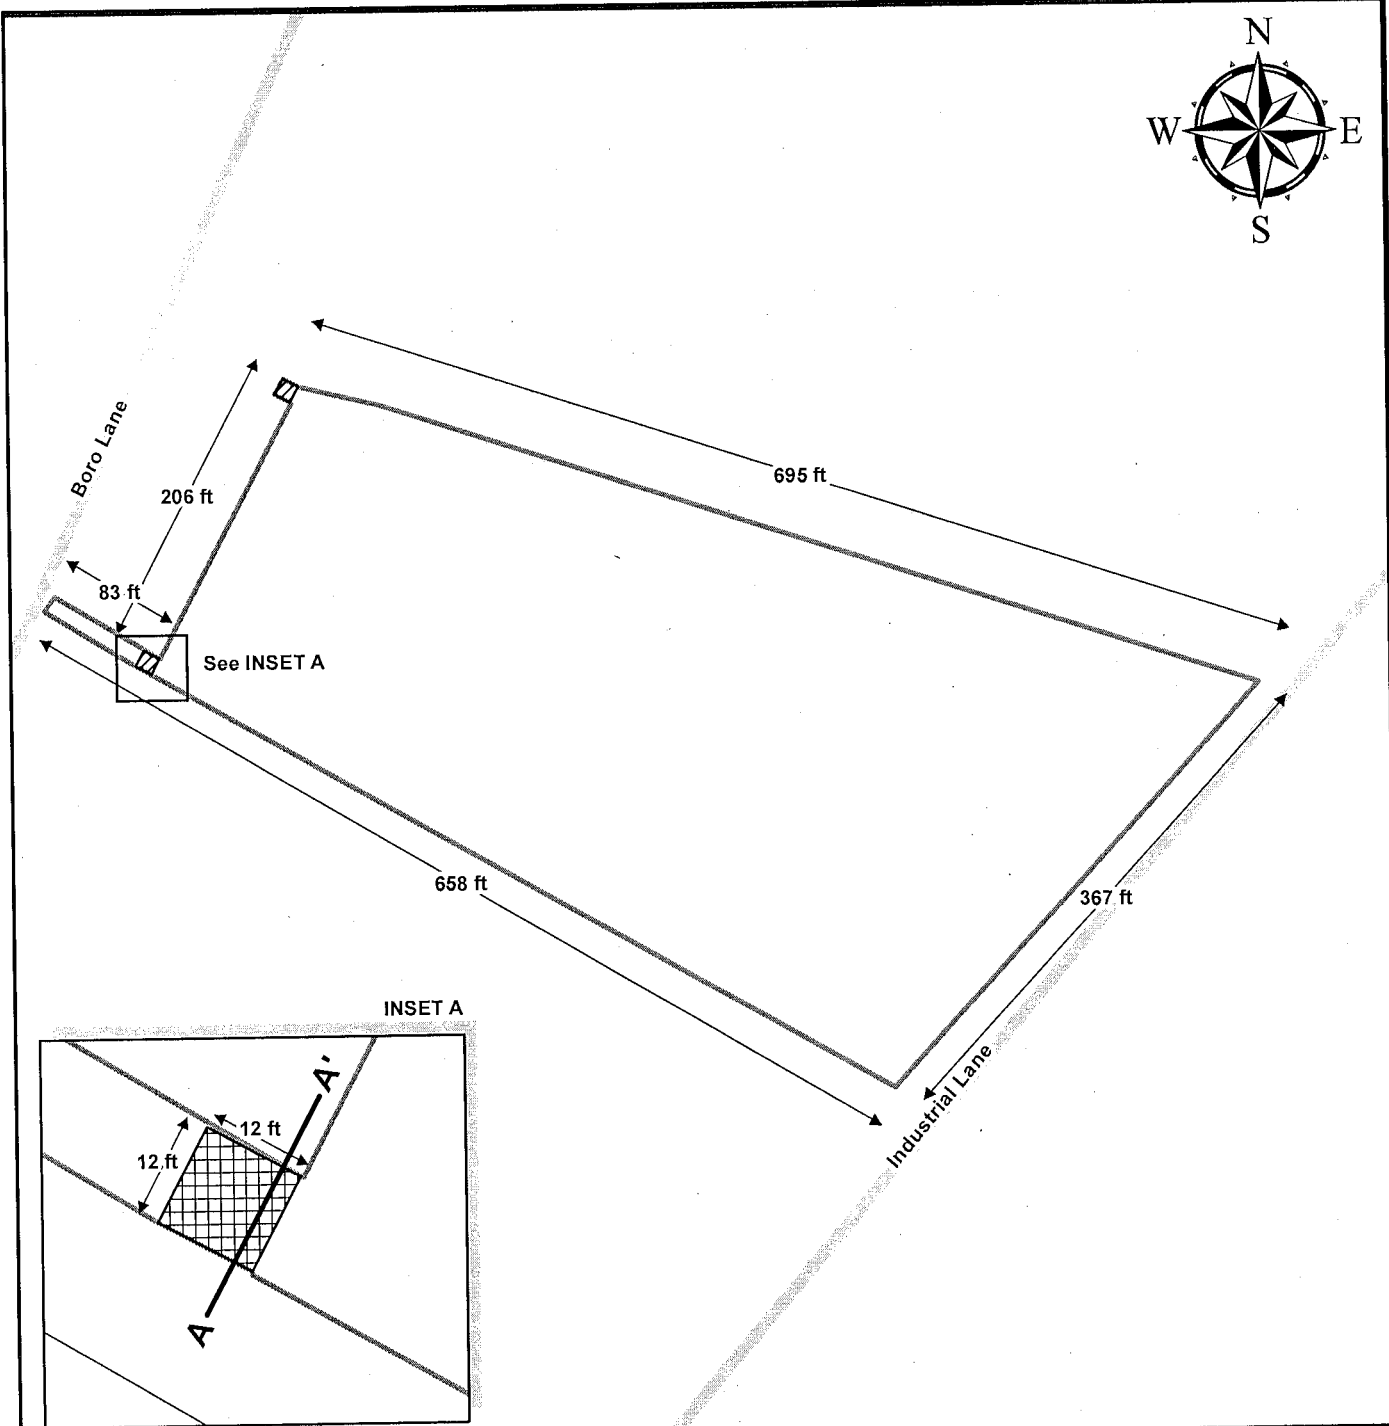 N
W E
S
Boro Lane
695 ft
206 ft
83 ft
See INSET A
658 ft
367 ft
Industrial Lane
INSET A
A'
12 ft
12 ft
A